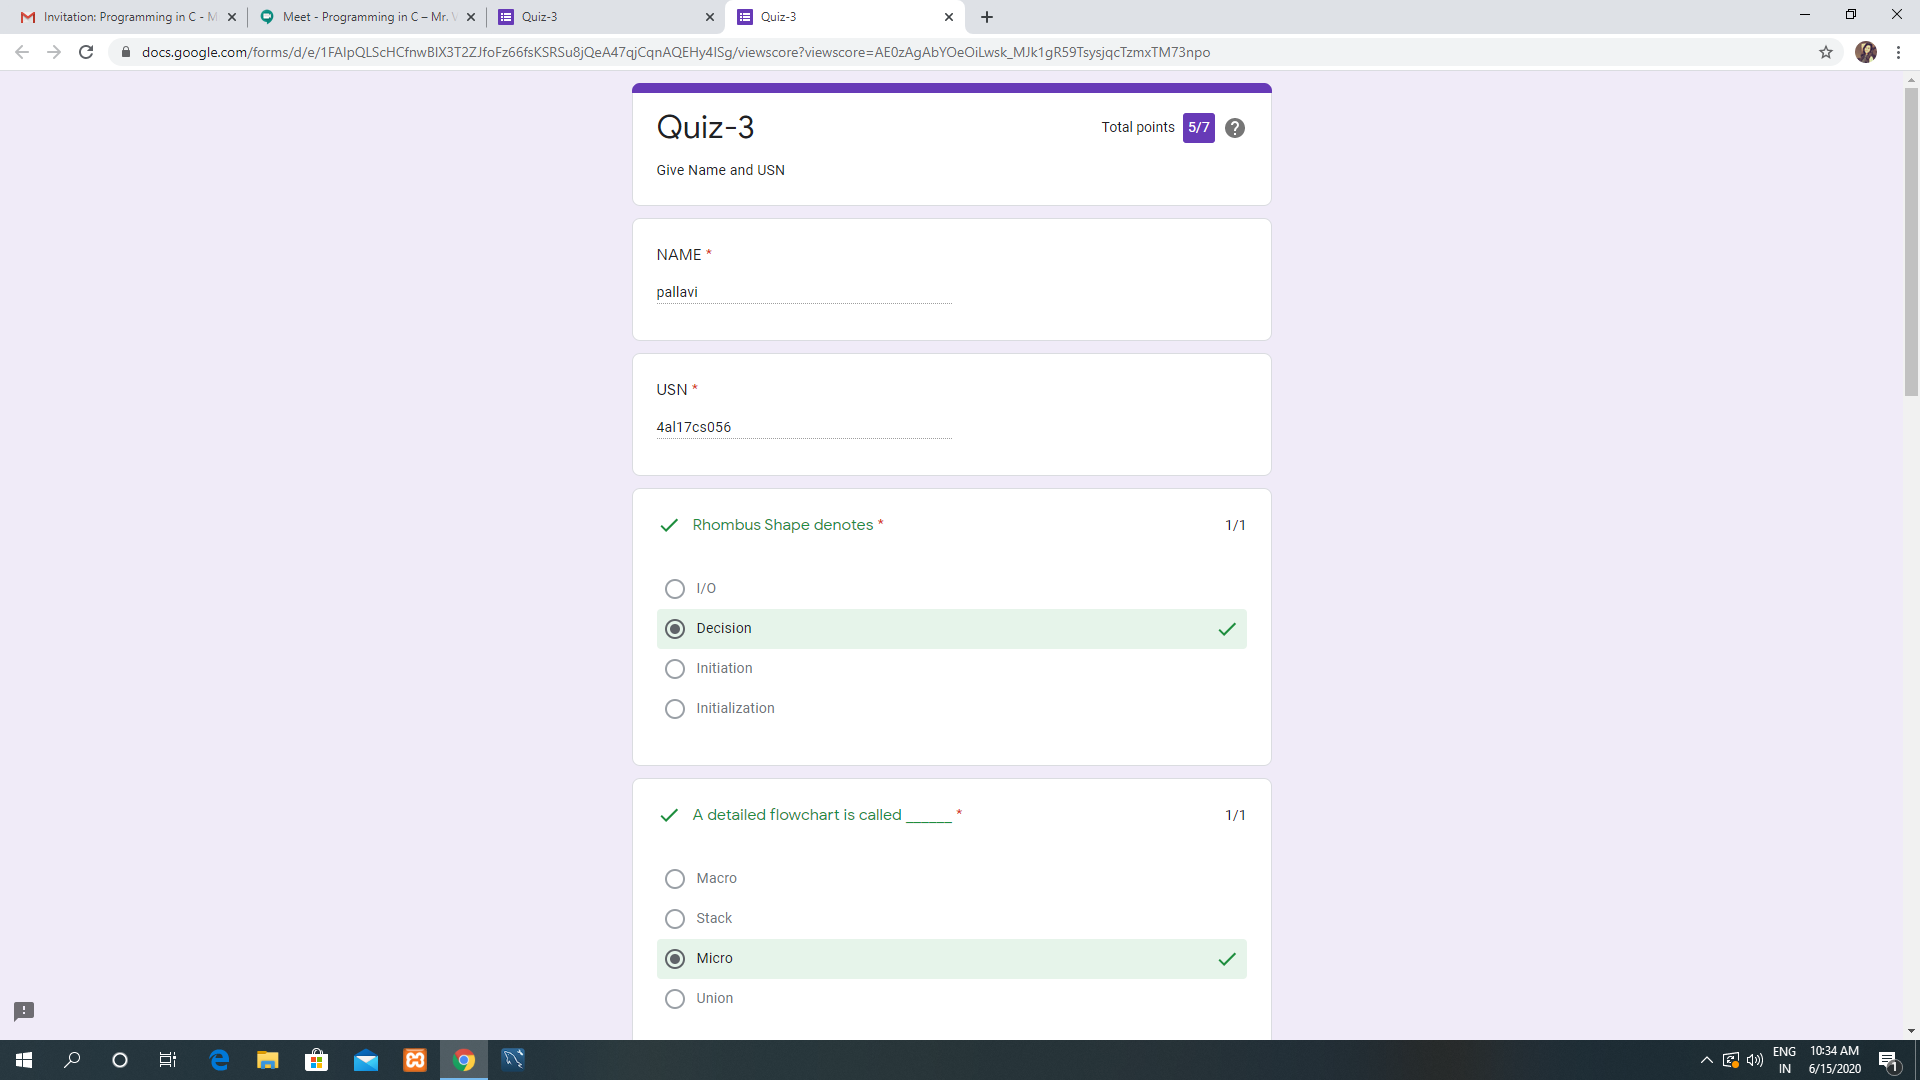 Invitation: Programming in C - M
Meet - Programming in C – Mr. V
Quiz-3
Quiz-3
docs.google.com/forms/d/e/1FAIpQLScHCfnwBIX3T2ZJfoFz66fsKSRSu8jQeA47qjCqnAQEHy4ISg/viewscore?viewscore=AE0zAgAbYOeOiLwsk_MJk1gR59TsysjqcTzmxTM73npo
Quiz-3
Total points 5/7
Give Name and USN
NAME *
pallavi
USN *
4al17cs056
Rhombus Shape denotes *
1/1
I/O
Decision
Initiation
Initialization
A detailed flowchart is called ______ *
1/1
Macro
Stack
Micro
Union
ENG
IN
10:34 AM
6/15/2020
1